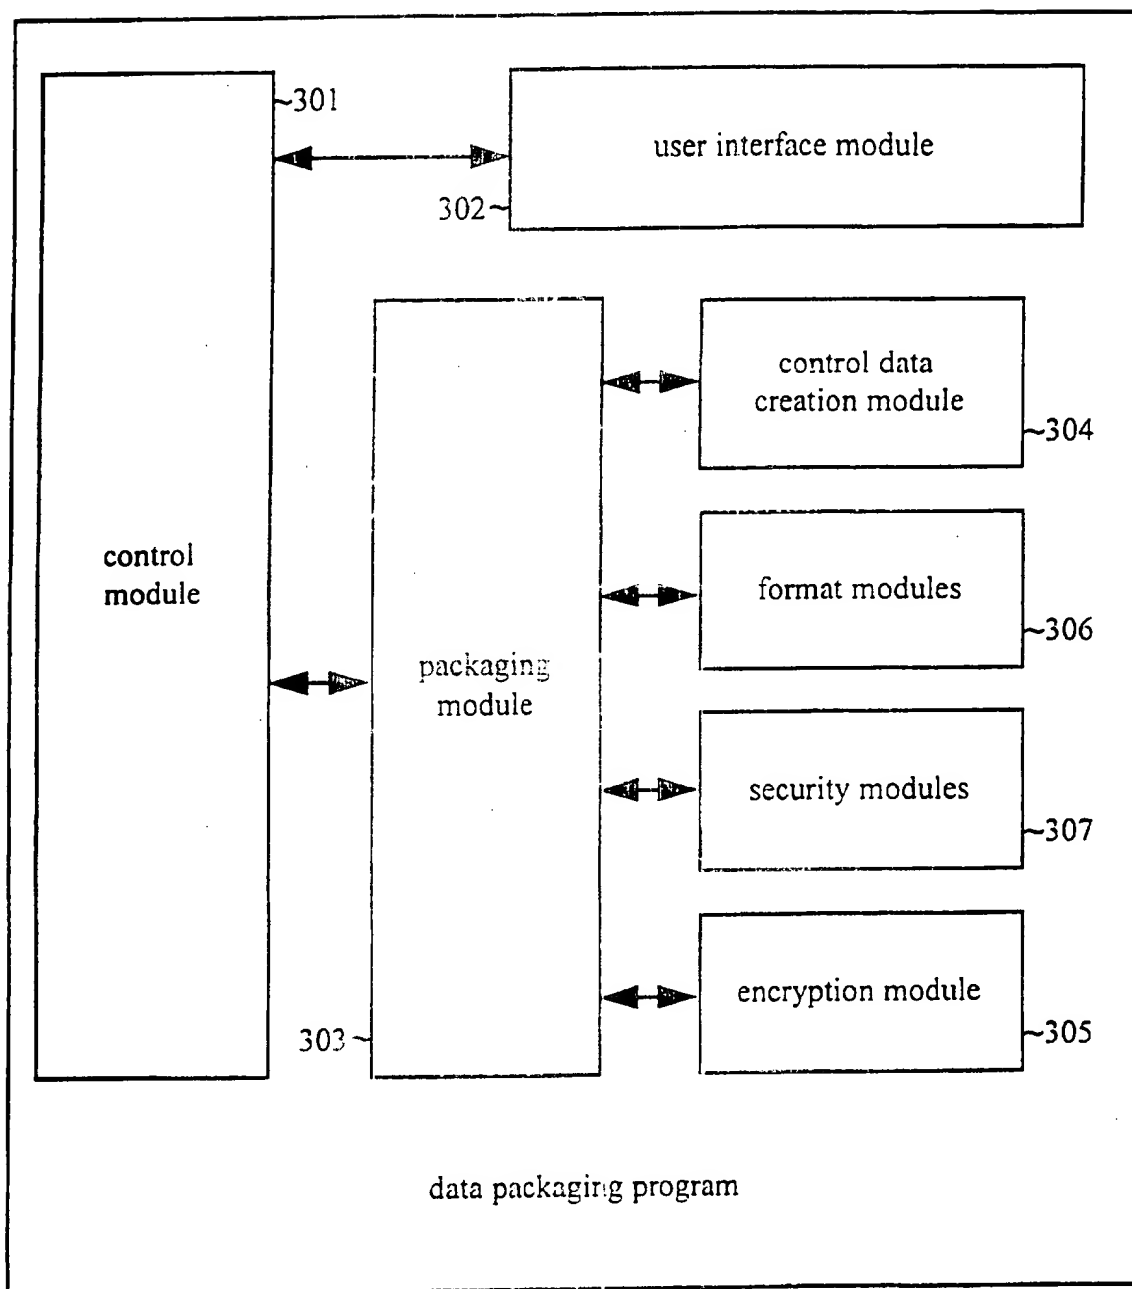 ~301
user interface module
302~
control data
creation module
~304
control
module
format modules
~306
packaging
module
security modules
~307
encryption module
303~
~305
data packaging program